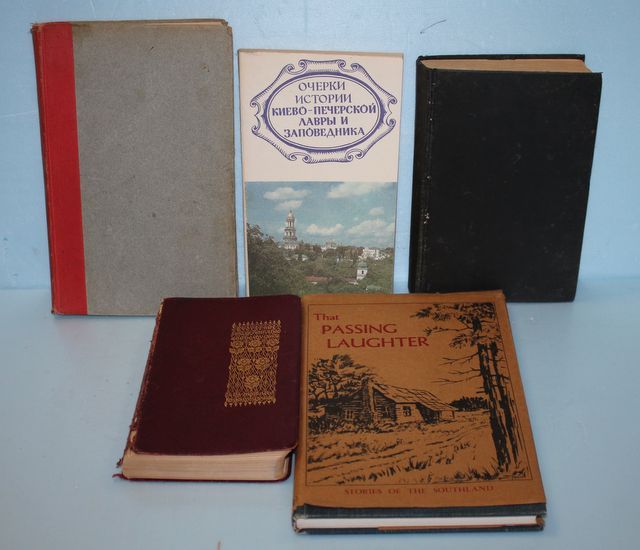 ОЧЕРКИ
ИСТОРИИ
КИЕВО-ПЕЧЕРСКОЙ
ЛАВРЫ И
ЗАПОВЕДНИКА
That
PASSING
LAUGHTER
STORIES OF THE SOUTHLAND